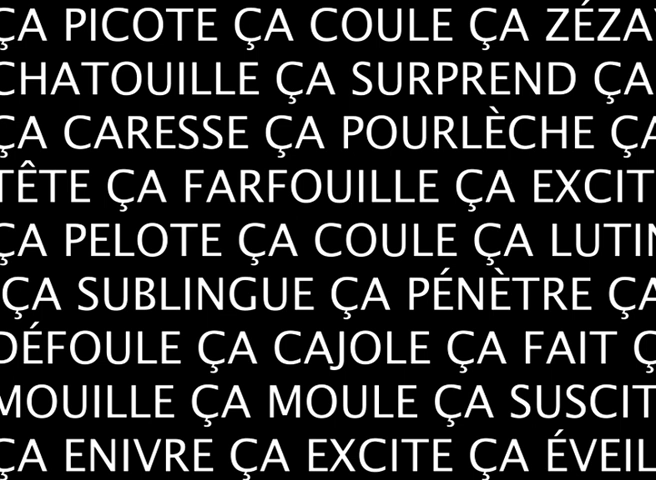 ÇA PICOTE ÇA COULE ÇA ZÉZAY
CHATOUILLE ÇA SURPREND ÇA
ÇA CARESSE ÇA POURLÈCHE ÇA
TÊTE ÇA FARFOUILLE ÇA EXCIT
ÇA PELOTE ÇA COULE ÇA LUTIN
ÇA SUBLINGUE ÇA PÉNÈTRE ÇA
DÉFOULE ÇA CAJOLE ÇA FAIT Ç
MOUILLE ÇA MOULE ÇA SUSCIT
ÇA ENIVRE ÇA EXCITE ÇA ÉVEIL